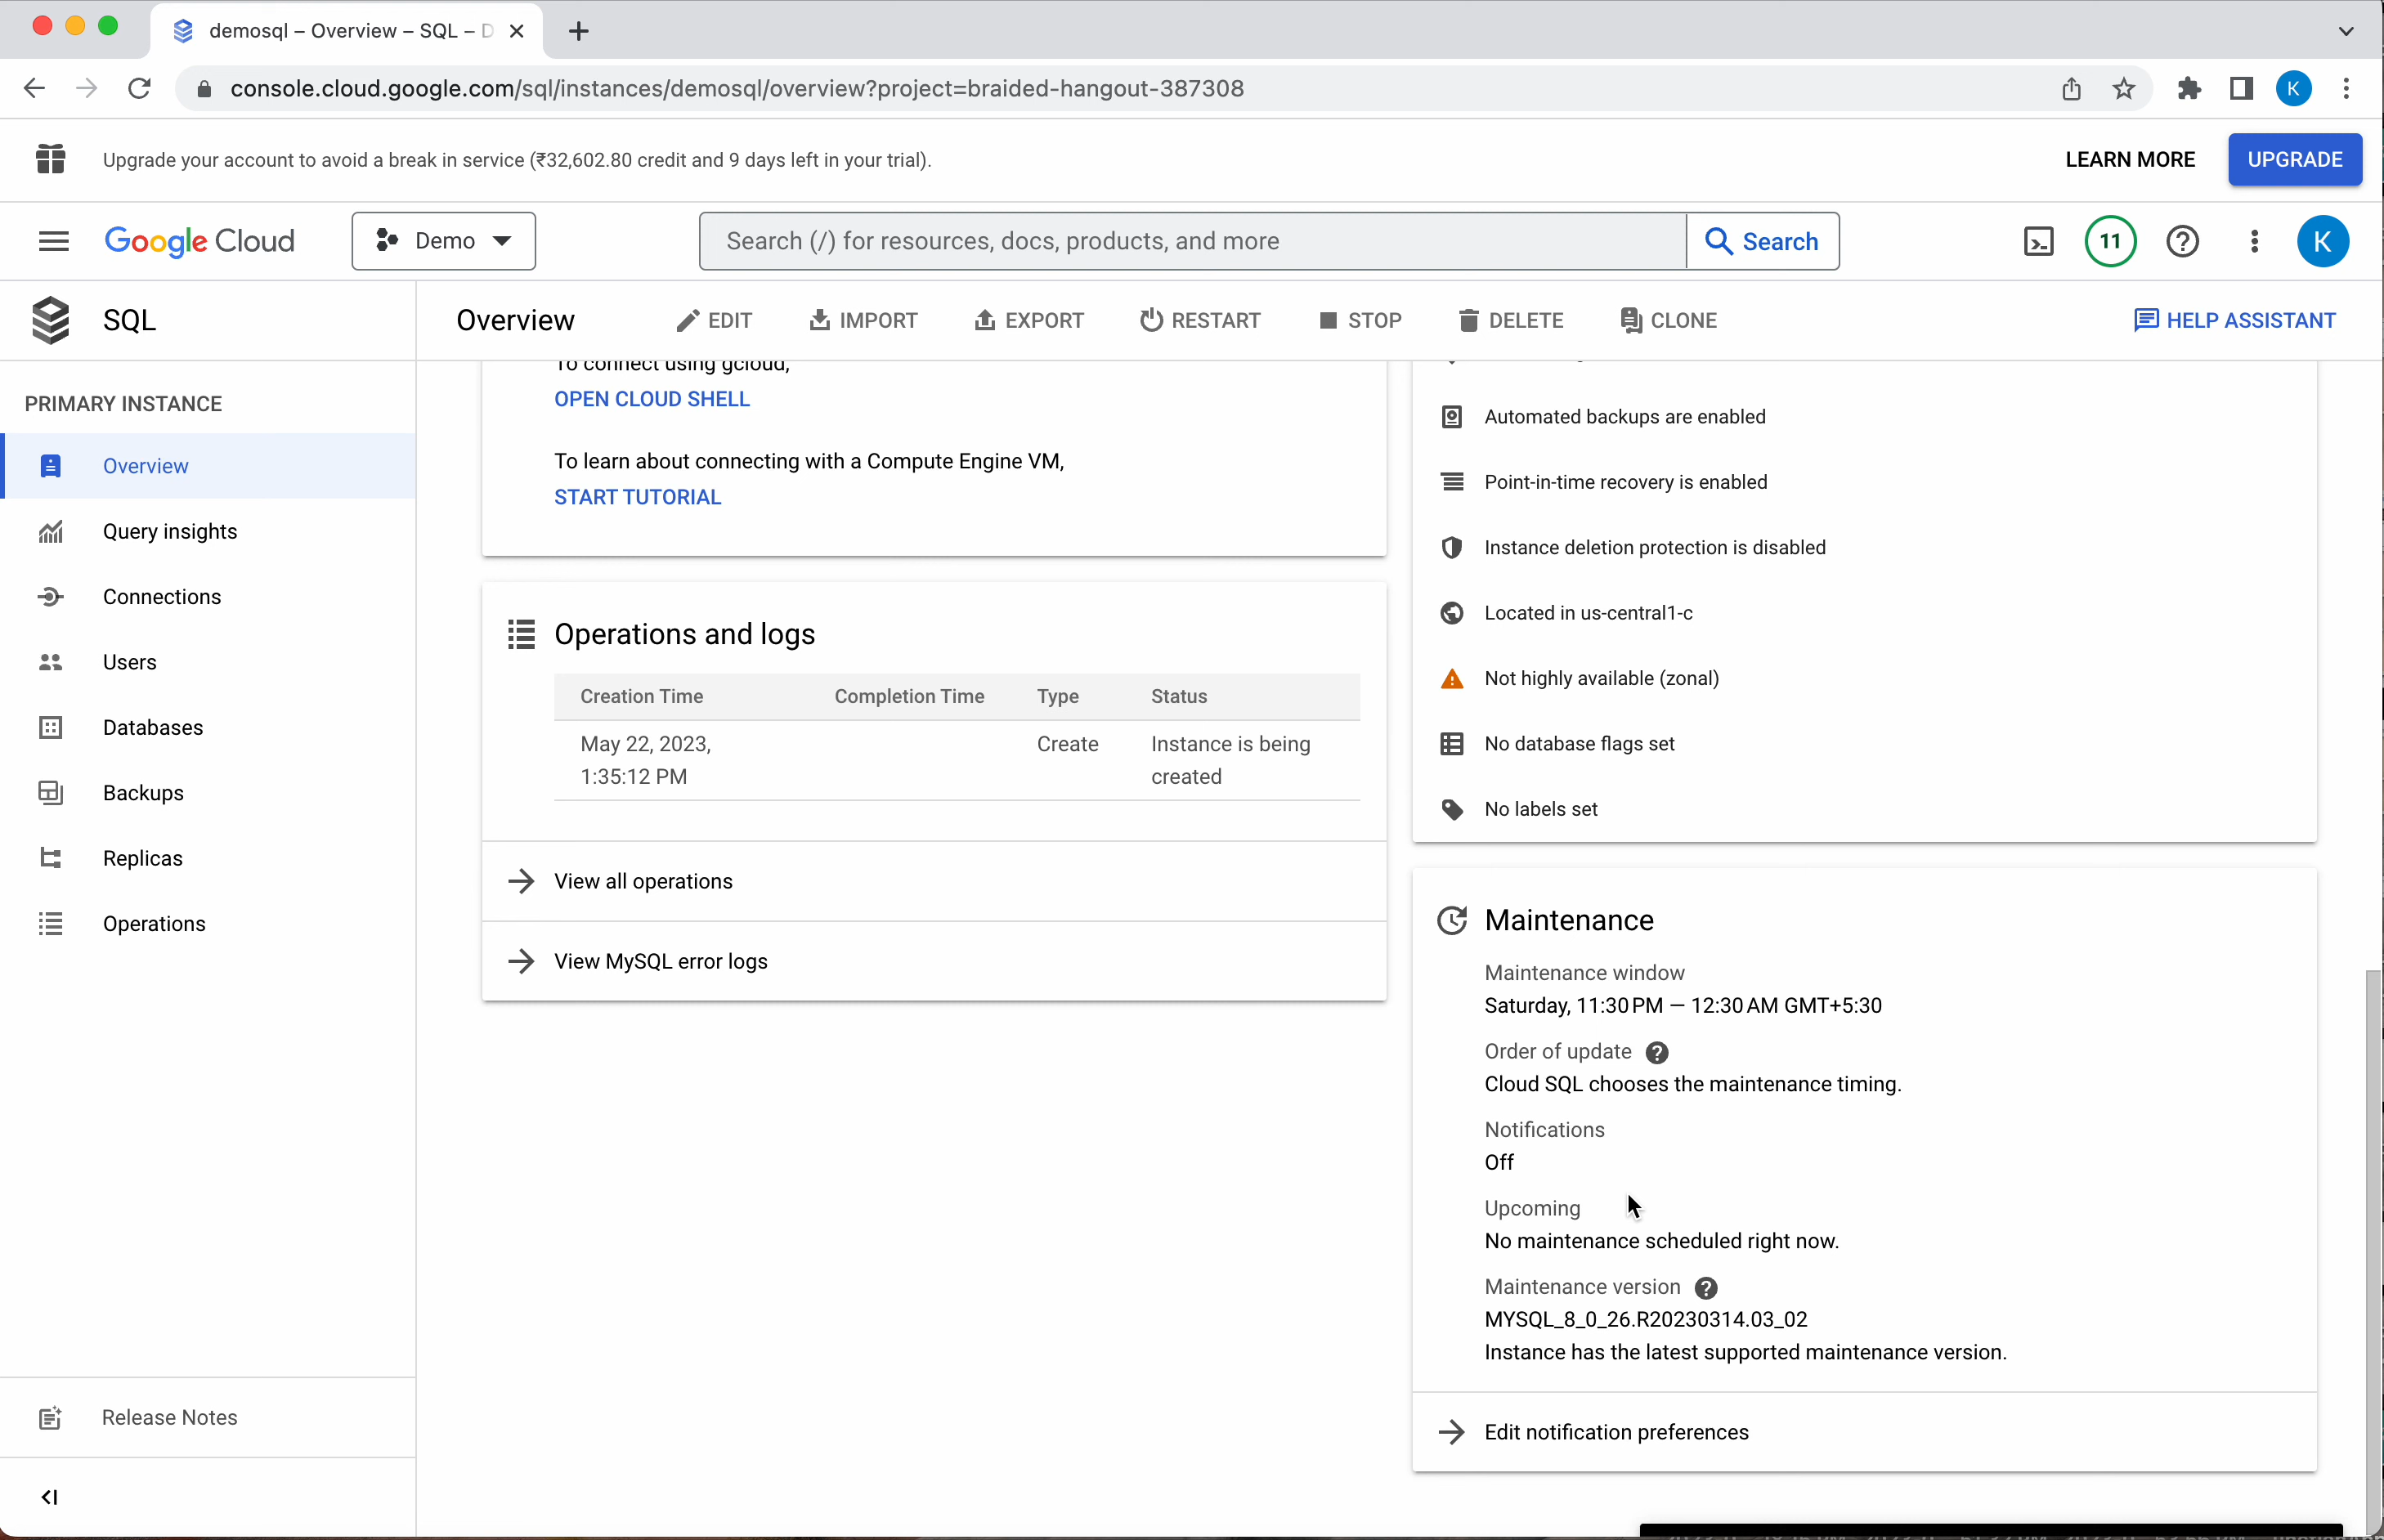 demosql – Overview – SQL – D
console.cloud.google.com/sql/instances/demosql/overview?project=braided-hangout-387308
K
Upgrade your account to avoid a break in service (₹32,602.80 credit and 9 days left in your trial).
LEARN MORE
UPGRADE
Google Cloud
Demo
Search (/) for resources, docs, products, and more
Search
11
K
SQL
Overview
EDIT
IMPORT
EXPORT
RESTART
STOP
DELETE
CLONE
HELP ASSISTANT
PRIMARY INSTANCE
Overview
Query insights
Connections
Users
Databases
Backups
Replicas
Operations
Release Notes
To connect using gcloud,
OPEN CLOUD SHELL
To learn about connecting with a Compute Engine VM,
START TUTORIAL
Operations and logs
Creation Time Completion Time Type Status
May 22, 2023, Create Instance is being
1:35:12 PM created
View all operations
View MySQL error logs
Automated backups are enabled
Point-in-time recovery is enabled
Instance deletion protection is disabled
Located in us-central1-c
Not highly available (zonal)
No database flags set
No labels set
Maintenance
Maintenance window
Saturday, 11:30 PM – 12:30 AM GMT+5:30
Order of update
Cloud SQL chooses the maintenance timing.
Notifications
Off
Upcoming
No maintenance scheduled right now.
Maintenance version
MYSQL_8_0_26.R20230314.03_02
Instance has the latest supported maintenance version.
Edit notification preferences